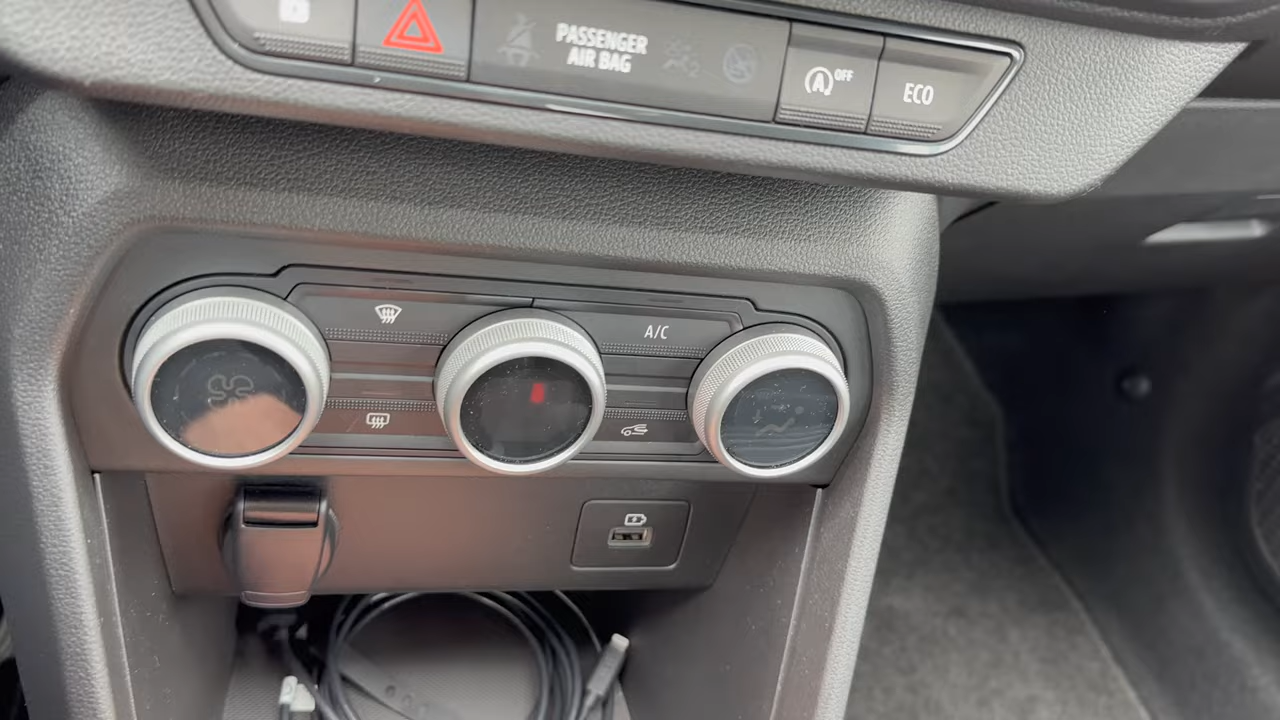 PASSENGER
AIR BAG
A OFF
ECO
A/C